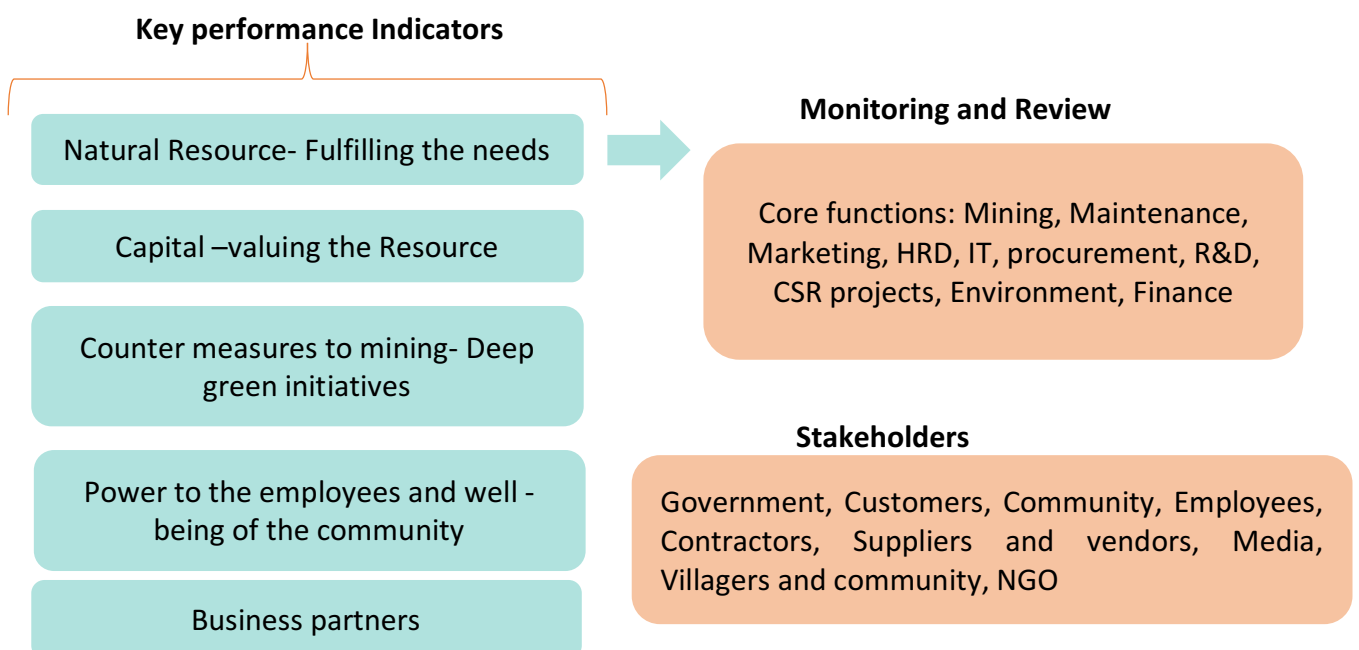 Key performance Indicators
Natural Resource- Fulfilling the needs
Capital –valuing the Resource
Counter measures to mining- Deep
green initiatives
Power to the employees and well -
being of the community
Business partners
Monitoring and Review
Core functions: Mining, Maintenance,
Marketing, HRD, IT, procurement, R&D,
CSR projects, Environment, Finance
Stakeholders
Government, Customers, Community, Employees,
Contractors, Suppliers and vendors, Media,
Villagers and community, NGO